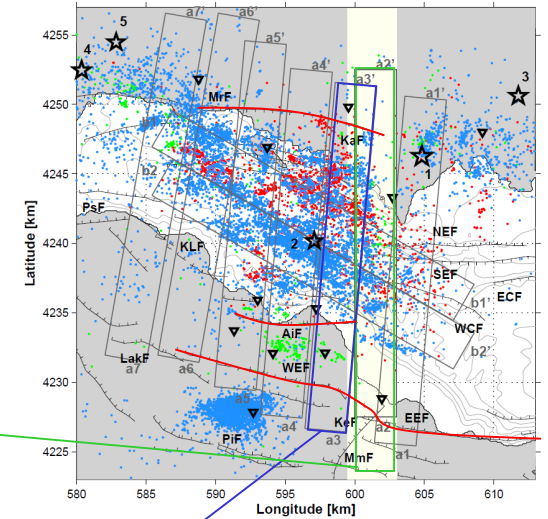 4255
4250
4245
4240
4235
4230
4225
Latitude [km]
580
585
590
595
600
605
610
Longitude [km]
5
4
3
1
2
a7'
a6'
a5'
a4'
a3'
a2'
a1'
MrF
KaF
b1
b2
PsF
KLF
NEF
SEF
ECF
b1'
WCF
b2'
AiF
WEF
LakF
a7
a6
a5
a4
a3
a2
a1
KeF
EEF
PiF
MmF